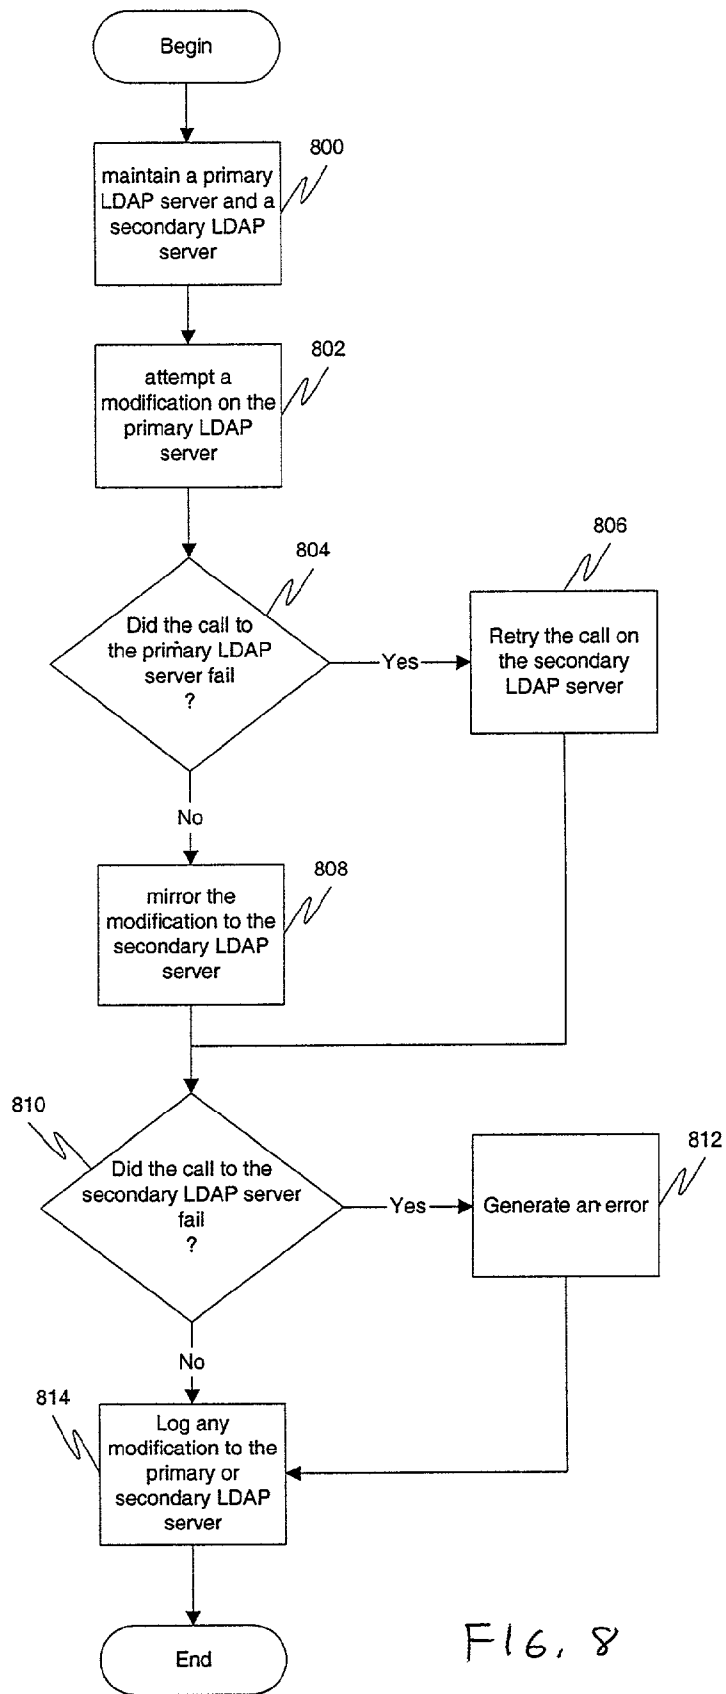 Begin
800
maintain a primary
LDAP server and a
secondary LDAP
server
802
attempt a
modification on the
primary LDAP
server
804
Did the call to
the primary LDAP
server fail
?
Yes
806
Retry the call on
the secondary
LDAP server
No
808
mirror the
modification to the
secondary LDAP
server
810
Did the call to the
secondary LDAP server
fail
?
Yes
812
Generate an error
No
814
Log any
modification to the
primary or
secondary LDAP
server
End
FIG. 8